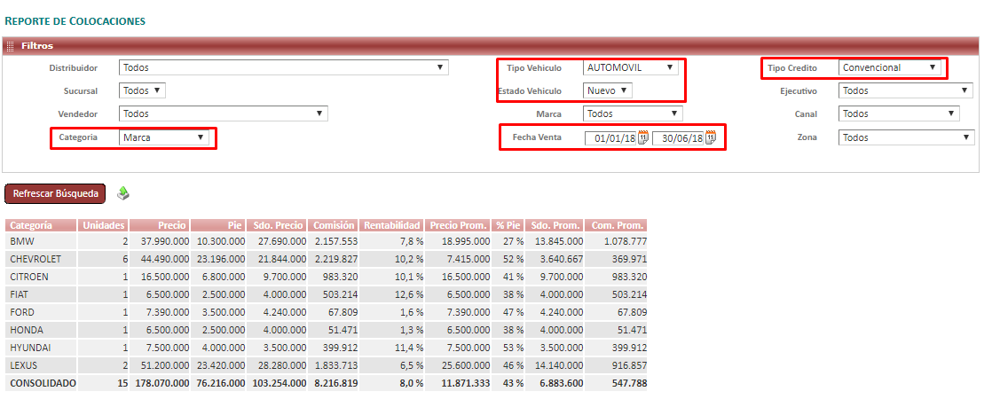 REPORTE DE COLOCACIONES
Filtros
Distribuidor Todos Tipo Vehiculo AUTOMOVIL Tipo Credito Convencional
Sucursal Todos Estado Vehiculo Nuevo Ejecutivo Todos
Vendedor Todos Marca Todos Canal Todos
Categoria Marca Fecha Venta 01/01/18 30/06/18 Zona Todos
Refrescar Búsqueda
Categoría Unidades Precio Pie Sdo. Precio Comisión Rentabilidad Precio Prom. % Pie Sdo. Prom. Com. Prom.
BMW 2 37.990.000 10.300.000 27.690.000 2.157.553 7,8 % 18.995.000 27 % 13.845.000 1.078.777
CHEVROLET 6 44.490.000 23.196.000 21.844.000 2.219.827 10,2 % 7.415.000 52 % 3.640.667 369.971
CITROEN 1 16.500.000 6.800.000 9.700.000 983.320 10,1 % 16.500.000 41 % 9.700.000 983.320
FIAT 1 6.500.000 2.500.000 4.000.000 503.214 12,6 % 6.500.000 38 % 4.000.000 503.214
FORD 1 7.390.000 3.500.000 4.240.000 67.809 1,6 % 7.390.000 47 % 4.240.000 67.809
HONDA 1 6.500.000 2.500.000 4.000.000 51.471 1,3 % 6.500.000 38 % 4.000.000 51.471
HYUNDAI 1 7.500.000 4.000.000 3.500.000 399.912 11,4 % 7.500.000 53 % 3.500.000 399.912
LEXUS 2 51.200.000 23.420.000 28.280.000 1.833.713 6,5 % 25.600.000 46 % 14.140.000 916.857
CONSOLIDADO 15 178.070.000 76.216.000 103.254.000 8.216.819 8,0 % 11.871.333 43 % 6.883.600 547.788